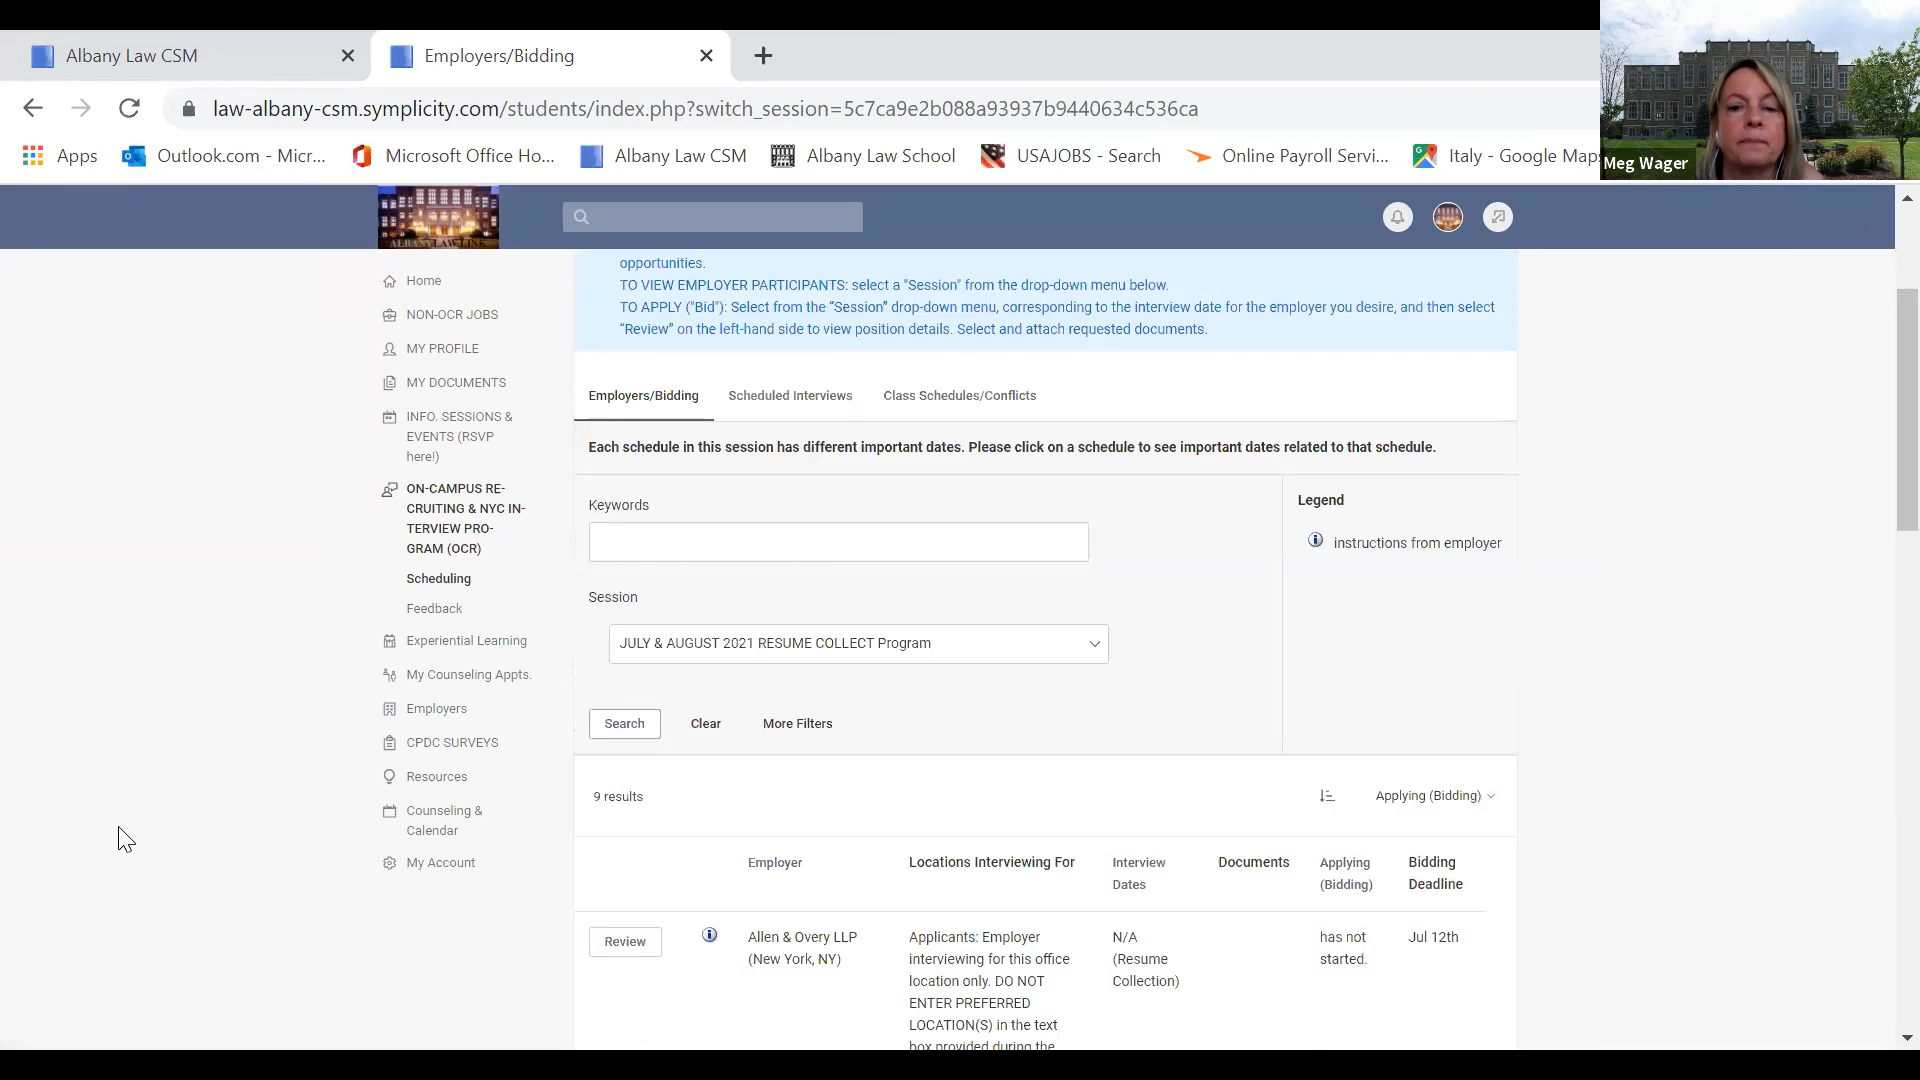 Albany Law CSM
Employers/Bidding
law-albany-csm.symplicity.com/students/index.php?switch_session=5c7ca9e2b088a93937b9440634c536ca
Apps
Outlook.com - Micr...
Microsoft Office Ho...
Albany Law CSM
Albany Law School
USAJOBS - Search
Online Payroll Servi...
Italy - Google Maps
Meg Wager
ALBANY LAW LINK
Home
NON-OCR JOBS
MY PROFILE
MY DOCUMENTS
INFO. SESSIONS &
EVENTS (RSVP
here!)
ON-CAMPUS RE-
CRUITING & NYC IN-
TERVIEW PRO-
GRAM (OCR)
Scheduling
Feedback
Experiential Learning
My Counseling Appts.
Employers
CPDC SURVEYS
Resources
Counseling &
Calendar
My Account
opportunities.
TO VIEW EMPLOYER PARTICIPANTS: select a "Session" from the drop-down menu below.
TO APPLY ("Bid"): Select from the “Session” drop-down menu, corresponding to the interview date for the employer you desire, and then select
“Review” on the left-hand side to view position details. Select and attach requested documents.
Employers/Bidding
Scheduled Interviews
Class Schedules/Conflicts
Each schedule in this session has different important dates. Please click on a schedule to see important dates related to that schedule.
Keywords
Session
JULY & AUGUST 2021 RESUME COLLECT Program
Search
Clear
More Filters
Legend
instructions from employer
9 results
Applying (Bidding)
Employer
Locations Interviewing For
Interview
Dates
Documents
Applying
(Bidding)
Bidding
Deadline
Review
Allen & Overy LLP
(New York, NY)
Applicants: Employer
interviewing for this office
location only. DO NOT
ENTER PREFERRED
LOCATION(S) in the text
box provided during the
N/A
(Resume
Collection)
has not
started.
Jul 12th